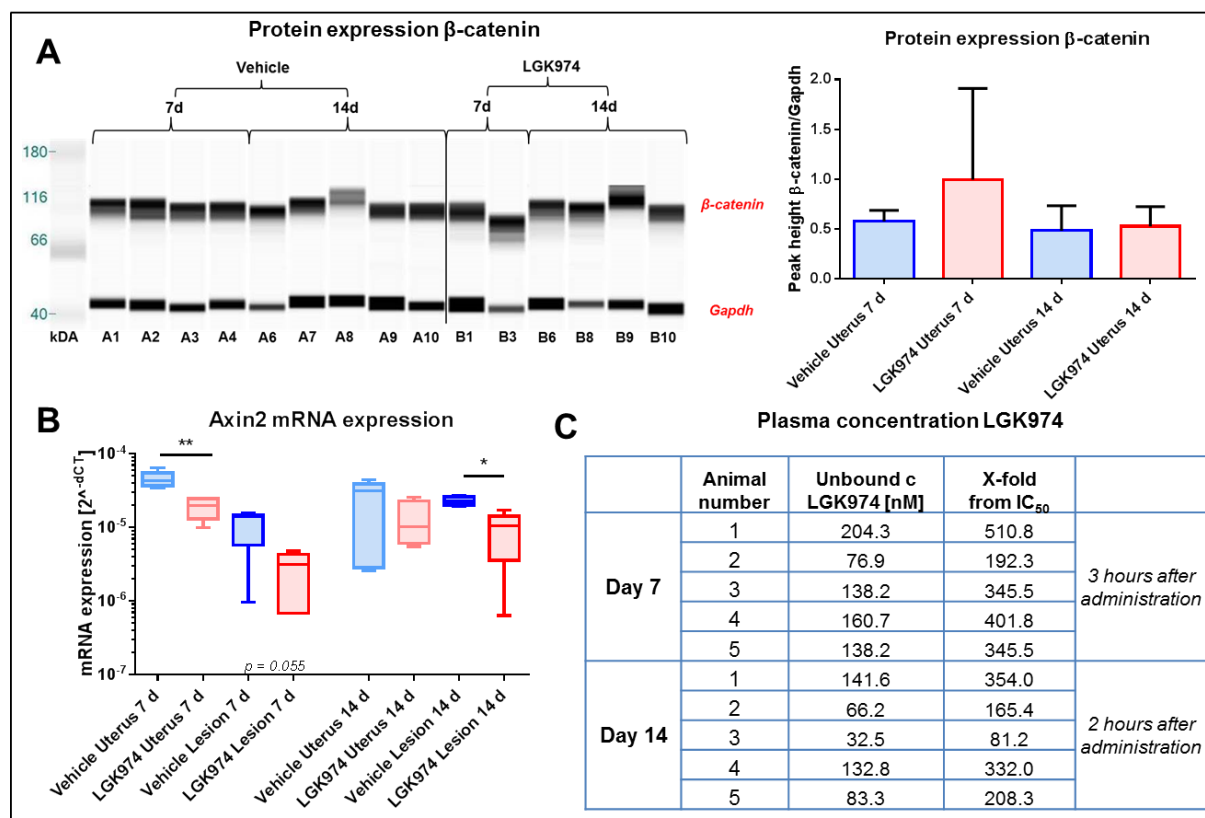 A
Protein expression β-catenin
Vehicle
LGK974
7d
14d
7d
14d
180
116
66
40
kDA
β-catenin
Gapdh
A1 A2 A3 A4 A6 A7 A8 A9 A10 B1 B3 B6 B8 B9 B10
Protein expression β-catenin
Peak height β-catenin/Gapdh
2.0
1.5
1.0
0.5
0.0
Vehicle Uterus 7 d
LGK974 Uterus 7 d
Vehicle Uterus 14 d
LGK974 Uterus 14 d
B
Axin2 mRNA expression
mRNA expression [2^-dCT]
10-4
10-5
10-6
10-7
**
*
p = 0.055
Vehicle Uterus 7 d
LGK974 Uterus 7 d
Vehicle Lesion 7 d
LGK974 Lesion 7 d
Vehicle Uterus 14 d
LGK974 Uterus 14 d
Vehicle Lesion 14 d
LGK974 Lesion 14 d
C
Plasma concentration LGK974
Animal number
Unbound c LGK974 [nM]
X-fold from IC50
Day 7
1 204.3 510.8
2 76.9 192.3
3 138.2 345.5
4 160.7 401.8
5 138.2 345.5
3 hours after administration
Day 14
1 141.6 354.0
2 66.2 165.4
3 32.5 81.2
4 132.8 332.0
5 83.3 208.3
2 hours after administration